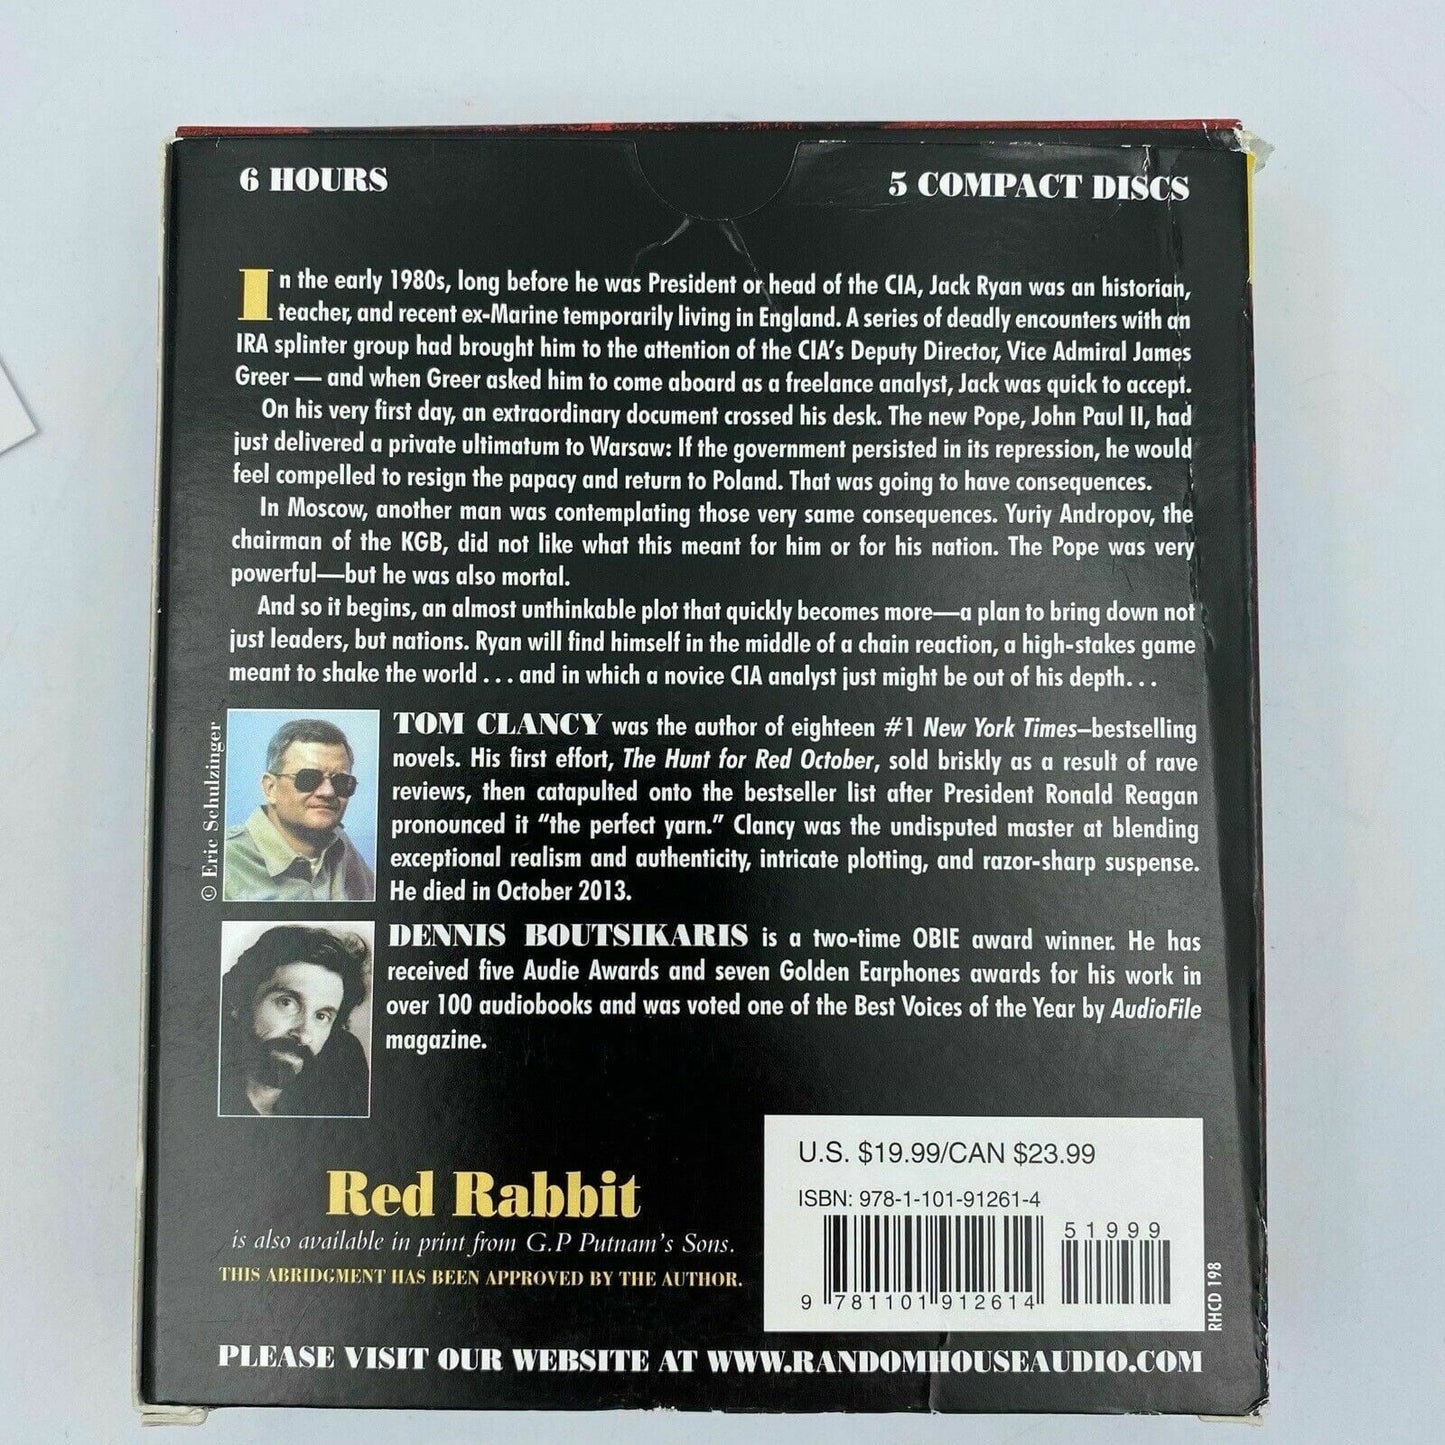 6 HOURS
5 COMPACT DISCS
In the early 1980s, long before he was President or head of the CIA, Jack Ryan was an historian,
teacher, and recent ex-Marine temporarily living in England. A series of deadly encounters with an
IRA splinter group had brought him to the attention of the CIA's Deputy Director, Vice Admiral James
Greer — and when Greer asked him to come aboard as a freelance analyst, Jack was quick to accept.
On his very first day, an extraordinary document crossed his desk. The new Pope, John Paul II, had
just delivered a private ultimatum to Warsaw: If the government persisted in its repression, he would
feel compelled to resign the papacy and return to Poland. That was going to have consequences.
In Moscow, another man was contemplating those very same consequences. Yuriy Andropov, the
chairman of the KGB, did not like what this meant for him or for his nation. The Pope was very
powerful—but he was also mortal.
And so it begins, an almost unthinkable plot that quickly becomes more—a plan to bring down not
just leaders, but nations. Ryan will find himself in the middle of a chain reaction, a high-stakes game
meant to shake the world . . . and in which a novice CIA analyst just might be out of his depth. . .
© Eric Schulzinger
TOM CLANCY was the author of eighteen #1 New York Times–bestselling
novels. His first effort, The Hunt for Red October, sold briskly as a result of rave
reviews, then catapulted onto the bestseller list after President Ronald Reagan
pronounced it "the perfect yarn." Clancy was the undisputed master at blending
exceptional realism and authenticity, intricate plotting, and razor-sharp suspense.
He died in October 2013.
DENNIS BOUTSIKARIS is a two-time OBIE award winner. He has
received five Audie Awards and seven Golden Earphones awards for his work in
over 100 audiobooks and was voted one of the Best Voices of the Year by AudioFile
magazine.
Red Rabbit
is also available in print from G.P Putnam's Sons.
THIS ABRIDGMENT HAS BEEN APPROVED BY THE AUTHOR.
U.S. $19.99/CAN $23.99
ISBN: 978-1-101-91261-4
51999
9 781101 912614
RHCD 198
PLEASE VISIT OUR WEBSITE AT WWW.RANDOMHOUSEAUDIO.COM